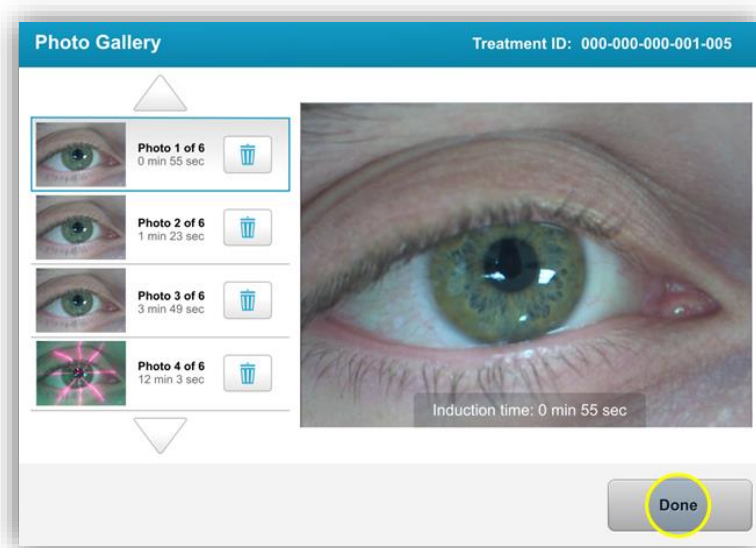 Photo Gallery
Treatment ID: 000-000-000-001-005
Photo 1 of 6
0 min 55 sec
Photo 2 of 6
1 min 23 sec
Photo 3 of 6
3 min 49 sec
Photo 4 of 6
12 min 3 sec
Induction time: 0 min 55 sec
Done